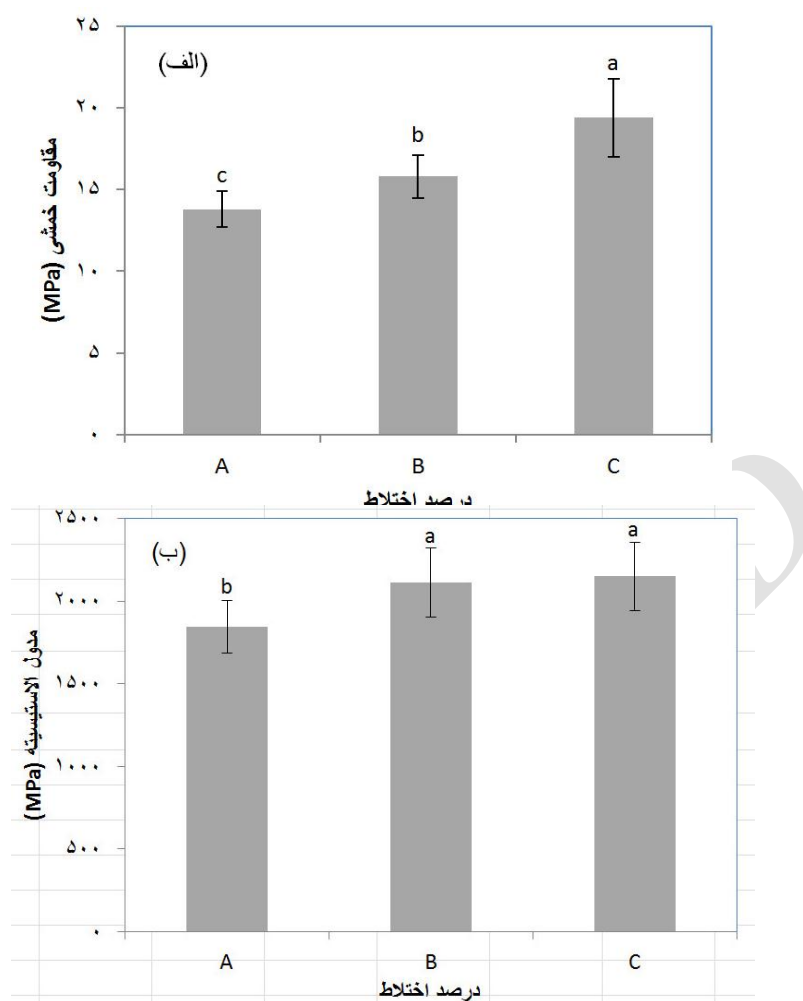 (الف)
مقاومت خمشی (MPa)
۲۵
۲۰
۱۵
۱۰
۵
۰
c
b
a
A
B
C
درصد اختلاط
(ب)
مدول الاستیسیته (MPa)
۲۵۰۰
۲۰۰۰
۱۵۰۰
۱۰۰۰
۵۰۰
۰
b
a
a
A
B
C
درصد اختلاط